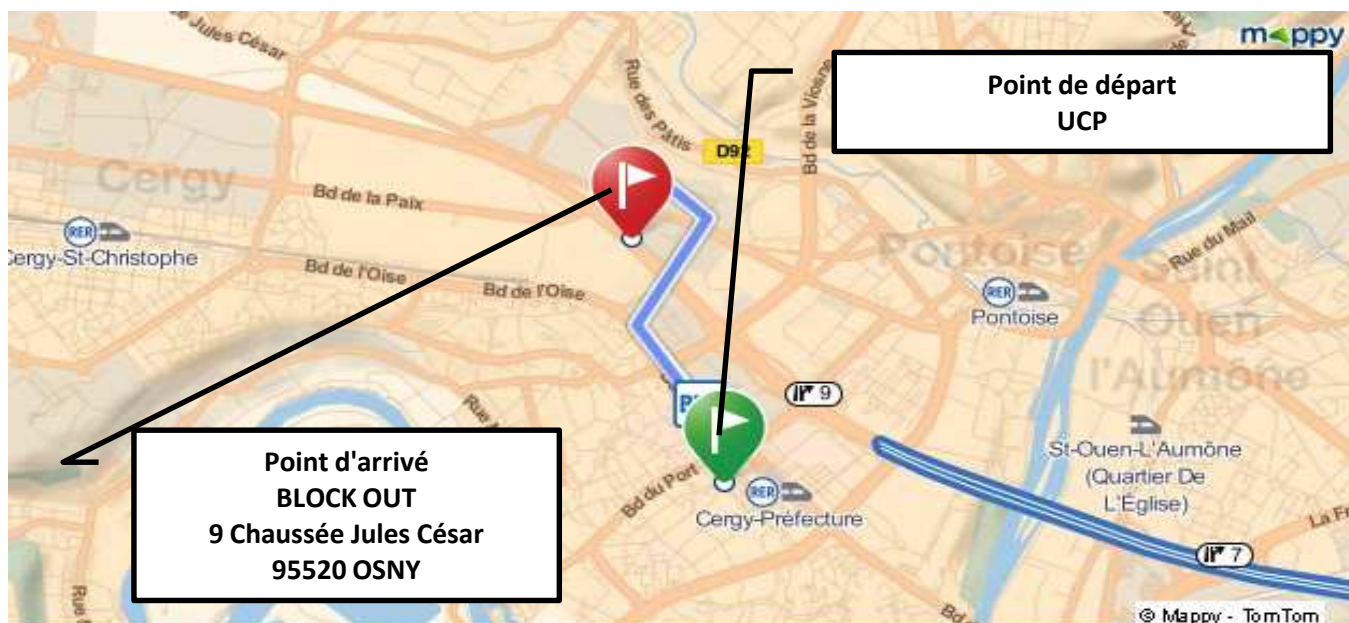 Jules César
mappy
Point de départ
UCP
Rue des Pâtis
Bd de la Viosne
D92
Cergy
Bd de la Paix
RER
Cergy-St-Christophe
Bd de l'Oise
Bd de l'Oise
Pontoise
RER
Pontoise
Rue du Mail
Saint
Ouen
l'Aumône
9
St-Ouen-L'Aumône
(Quartier De
L'Église)
Bd du Port
RER
Cergy-Préfecture
Point d'arrivé
BLOCK OUT
9 Chaussée Jules César
95520 OSNY
7
© Mappy - TomTom